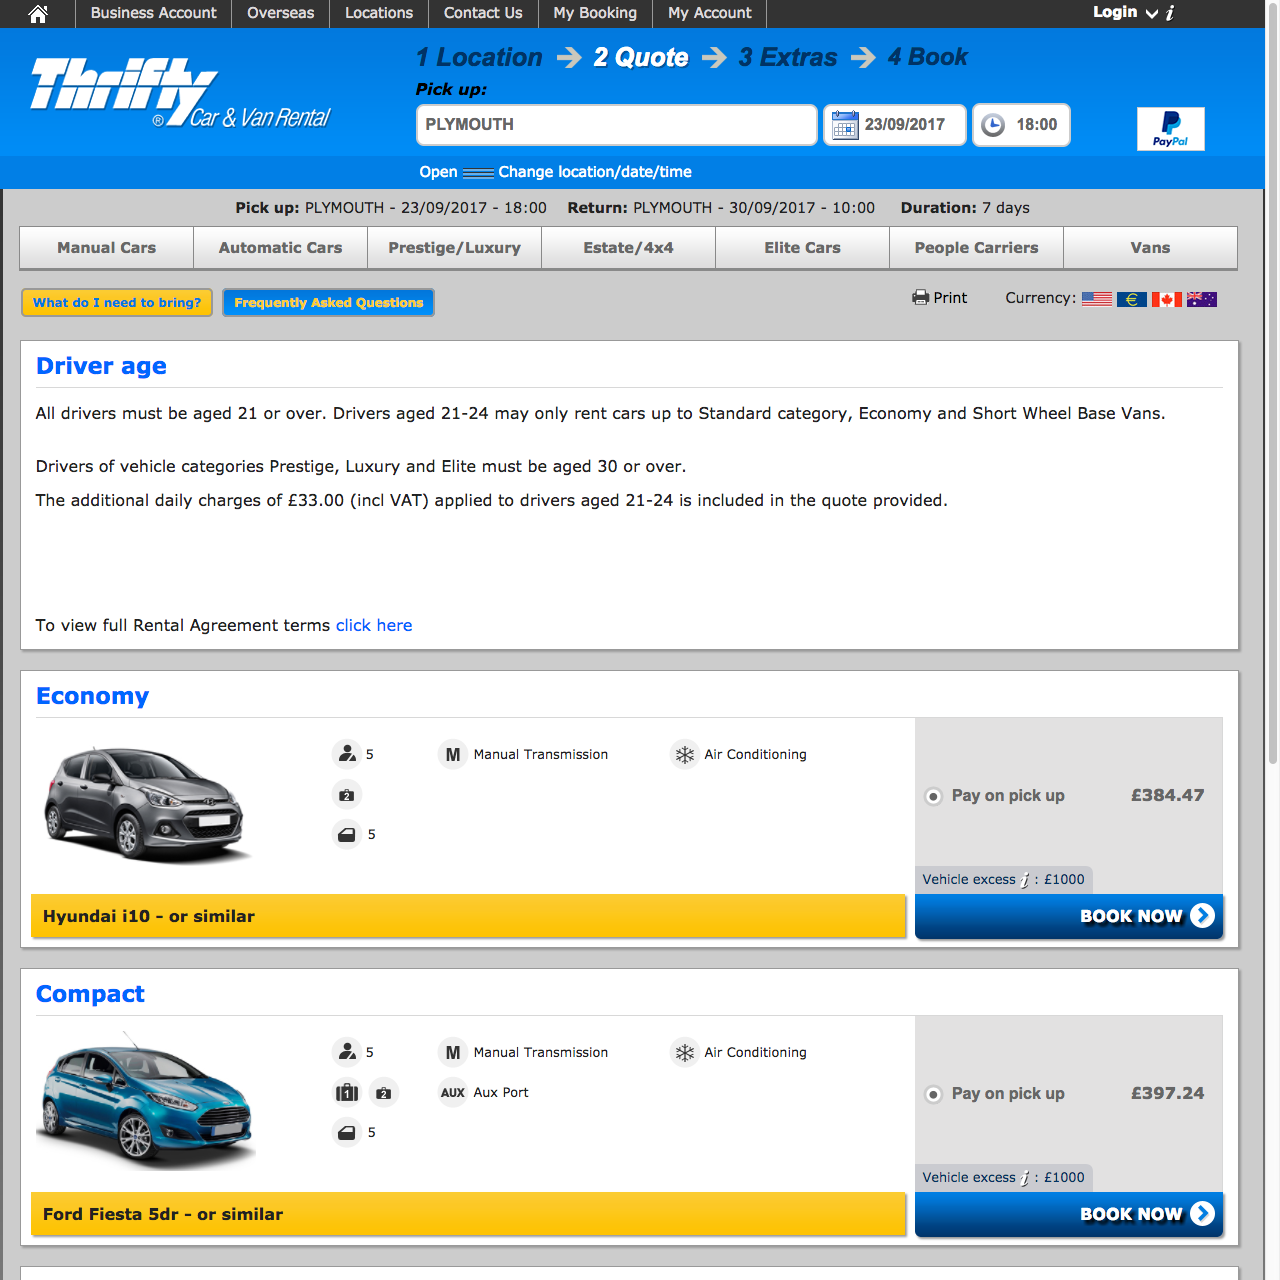 Business Account Overseas Locations Contact Us My Booking My Account Login i
1 Location 2 Quote 3 Extras 4 Book
Thrifty
® Car & Van Rental
Pick up:
PLYMOUTH 23/09/2017 18:00
PayPal
Open Change location/date/time
Pick up: PLYMOUTH - 23/09/2017 - 18:00 Return: PLYMOUTH - 30/09/2017 - 10:00 Duration: 7 days
Manual Cars Automatic Cars Prestige/Luxury Estate/4x4 Elite Cars People Carriers Vans
What do I need to bring? Frequently Asked Questions Print Currency: €
Driver age
All drivers must be aged 21 or over. Drivers aged 21-24 may only rent cars up to Standard category, Economy and Short Wheel Base Vans.
Drivers of vehicle categories Prestige, Luxury and Elite must be aged 30 or over.
The additional daily charges of £33.00 (incl VAT) applied to drivers aged 21-24 is included in the quote provided.
To view full Rental Agreement terms click here
Economy
5 M Manual Transmission Air Conditioning
2
5
Pay on pick up £384.47
Vehicle excess i : £1000
Hyundai i10 - or similar
BOOK NOW
Compact
5 M Manual Transmission Air Conditioning
1 2 AUX Aux Port
5
Pay on pick up £397.24
Vehicle excess i : £1000
Ford Fiesta 5dr - or similar
BOOK NOW